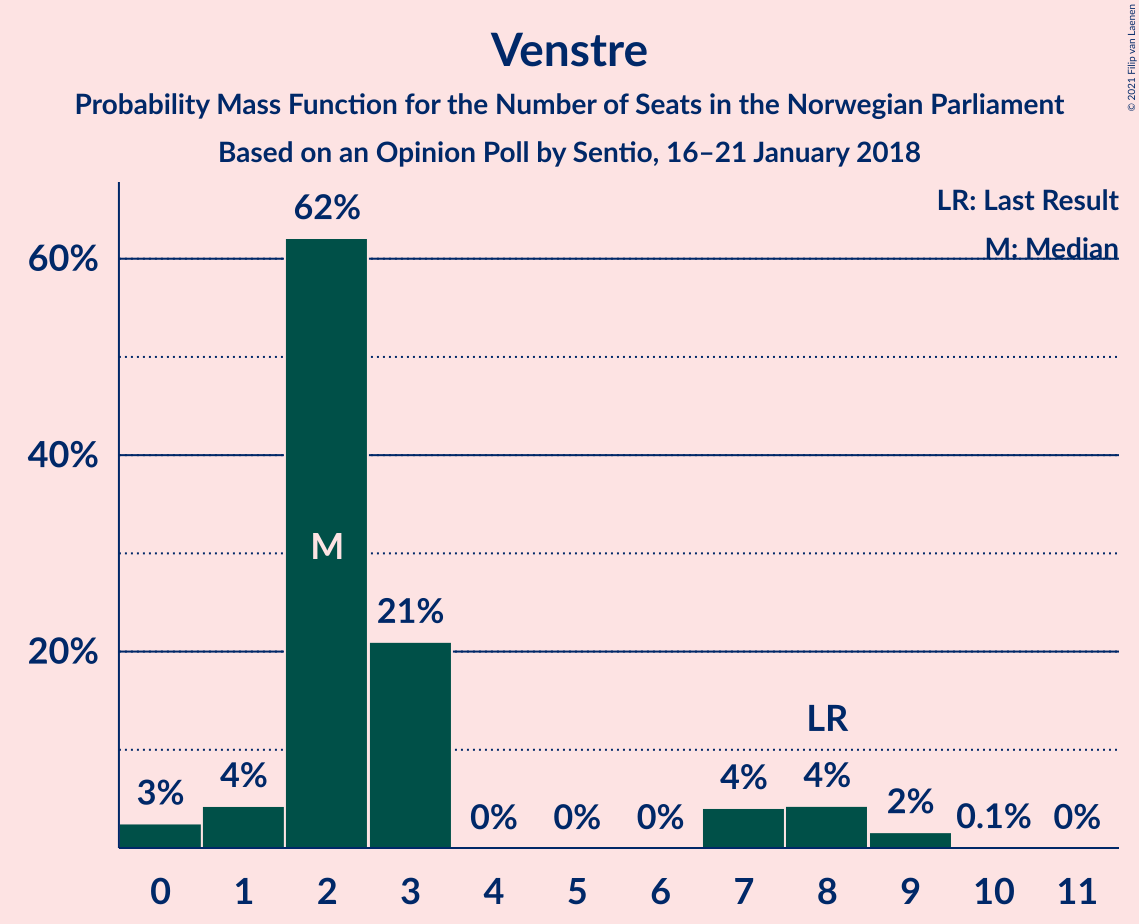 Venstre
Probability Mass Function for the Number of Seats in the Norwegian Parliament
Based on an Opinion Poll by Sentio, 16–21 January 2018
© 2021 Filip van Laenen
LR: Last Result
M: Median
60%
40%
20%
62%
M
21%
3%
4%
0%
0%
0%
4%
LR
4%
2%
0.1%
0%
0 1 2 3 4 5 6 7 8 9 10 11